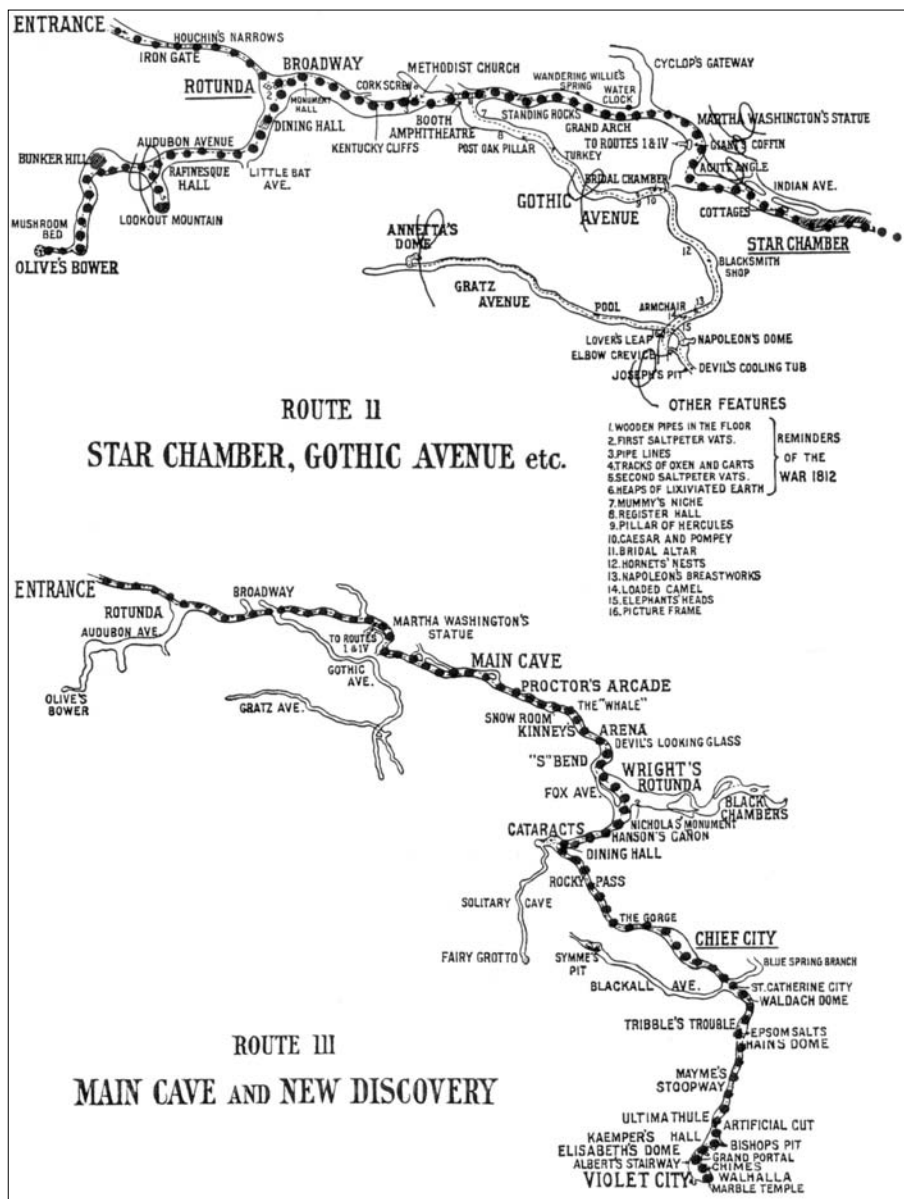 ENTRANCE
HOUCHIN'S NARROWS
IRON GATE
ROTUNDA
BROADWAY
MONUMENT
HALL
DINING HALL
CORKSCREW
METHODIST CHURCH
BOOTH
AMPHITHEATRE
KENTUCKY CLIFFS
WANDERING WILLIE'S
SPRING
WATER
CLOCK
CYCLOP'S GATEWAY
STANDING ROCKS
GRAND ARCH
MARTHA WASHINGTON'S STATUE
TO ROUTES I & IV
GIANT'S COFFIN
ACUTE ANGLE
INDIAN AVE.
COTTAGES
STAR CHAMBER
AUDUBON AVENUE
BUNKER HILL
RAFINESQUE
HALL
LITTLE BAT
AVE.
LOOKOUT MOUNTAIN
MUSHROOM
BED
OLIVE'S BOWER
7
8
POST OAK PILLAR
TURKEY
BRIDAL CHAMBER
GOTHIC
AVENUE
9
10
12
BLACKSMITH
SHOP
ANNETTA'S
DOME
GRATZ
AVENUE
POOL
ARMCHAIR
13
14
15
LOVER'S LEAP
16
ELBOW CREVICE
NAPOLEON'S DOME
DEVIL'S COOLING TUB
JOSEPH'S PIT
ROUTE II
STAR CHAMBER, GOTHIC AVENUE etc.
OTHER FEATURES
1. WOODEN PIPES IN THE FLOOR
2. FIRST SALTPETER VATS.
3. PIPE LINES
4. TRACKS OF OXEN AND CARTS
5. SECOND SALTPETER VATS.
6. HEAPS OF LIXIVIATED EARTH
REMINDERS
OF THE
WAR 1812
7. MUMMY'S NICHE
8. REGISTER HALL
9. PILLAR OF HERCULES
10. CAESAR AND POMPEY
11. BRIDAL ALTAR
12. HORNETS' NESTS
13. NAPOLEON'S BREASTWORKS
14. LOADED CAMEL
15. ELEPHANTS' HEADS
16. PICTURE FRAME
ENTRANCE
ROTUNDA
BROADWAY
AUDUBON AVE.
OLIVE'S
BOWER
TO ROUTES
I & IV
GOTHIC
AVE.
GRATZ AVE.
MARTHA WASHINGTON'S
STATUE
MAIN CAVE
PROCTOR'S ARCADE
THE "WHALE"
SNOW ROOM
KINNEY'S ARENA
DEVIL'S LOOKING GLASS
"S" BEND
WRIGHT'S
ROTUNDA
FOX AVE.
BLACK
CHAMBERS
NICHOLAS' MONUMENT
HANSON'S CAÑON
CATARACTS
DINING HALL
ROCKY PASS
SOLITARY CAVE
THE GORGE
FAIRY GROTTO
CHIEF CITY
SYMME'S
PIT
BLUE SPRING BRANCH
BLACKALL AVE.
ST. CATHERINE CITY
WALDACH DOME
TRIBBLE'S TROUBLE
EPSOM SALTS
HAINS DOME
MAYME'S
STOOPWAY
ULTIMA THULE
ARTIFICIAL CUT
KAEMPER'S HALL
BISHOPS PIT
ELISABETH'S DOME
GRAND PORTAL
ALBERT'S STAIRWAY
CHIMES
VIOLET CITY
WALHALLA
MARBLE TEMPLE
ROUTE III
MAIN CAVE AND NEW DISCOVERY